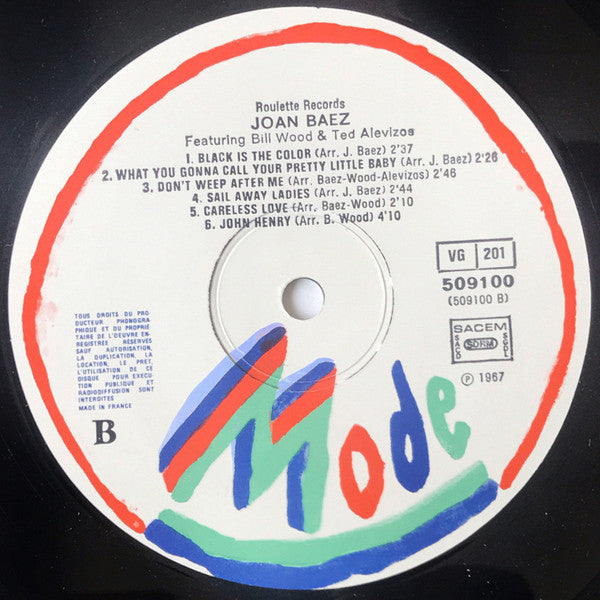 Roulette Records
JOAN BAEZ
Featuring Bill Wood & Ted Alevizos
1. BLACK IS THE COLOR (Arr. J. Baez) 2'37
2. WHAT YOU GONNA CALL YOUR PRETTY LITTLE BABY (Arr. J. Baez) 2'26
3. DON'T WEEP AFTER ME (Arr. Baez-Wood-Alevizos) 2'46
4. SAIL AWAY LADIES (Arr. J. Baez) 2'44
5. CARELESS LOVE (Arr. Baez-Wood) 2'10
6. JOHN HENRY (Arr. B. Wood) 4'10
VG 201
509100
(509100 B)
SACEM
SACD SDRM SGDL
℗ 1967
TOUS DROITS DU PRO-
DUCTEUR PHONOGRA-
PHIQUE ET DU PROPRIE-
TAIRE DE L'OEUVRE EN-
REGISTREE RESERVES
SAUF AUTORISATION,
LA DUPLICATION, LA
LOCATION, LE PRET,
L'UTILISATION DE CE
DISQUE POUR EXECU-
TION PUBLIQUE ET
RADIODIFFUSION SONT
INTERDITES
MADE IN FRANCE
B
Mode